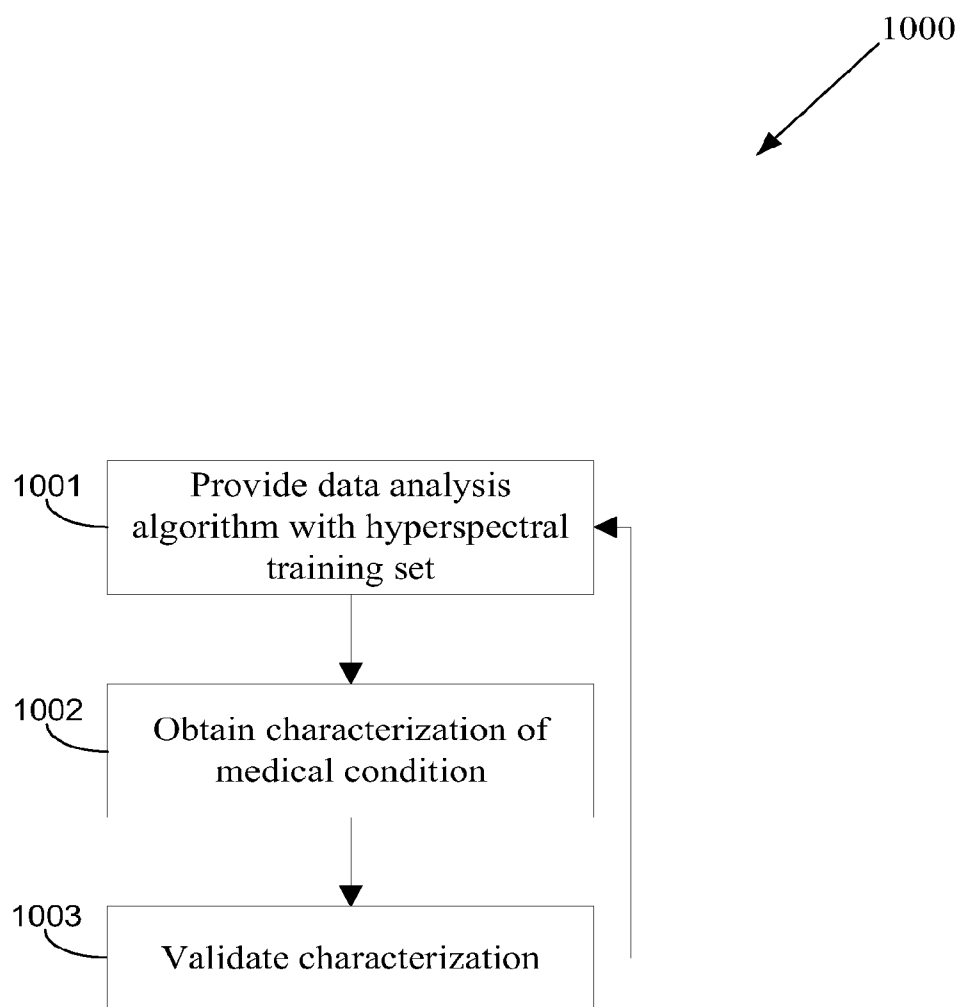 1000
1001
Provide data analysis
algorithm with hyperspectral
training set
1002
Obtain characterization of
medical condition
1003
Validate characterization